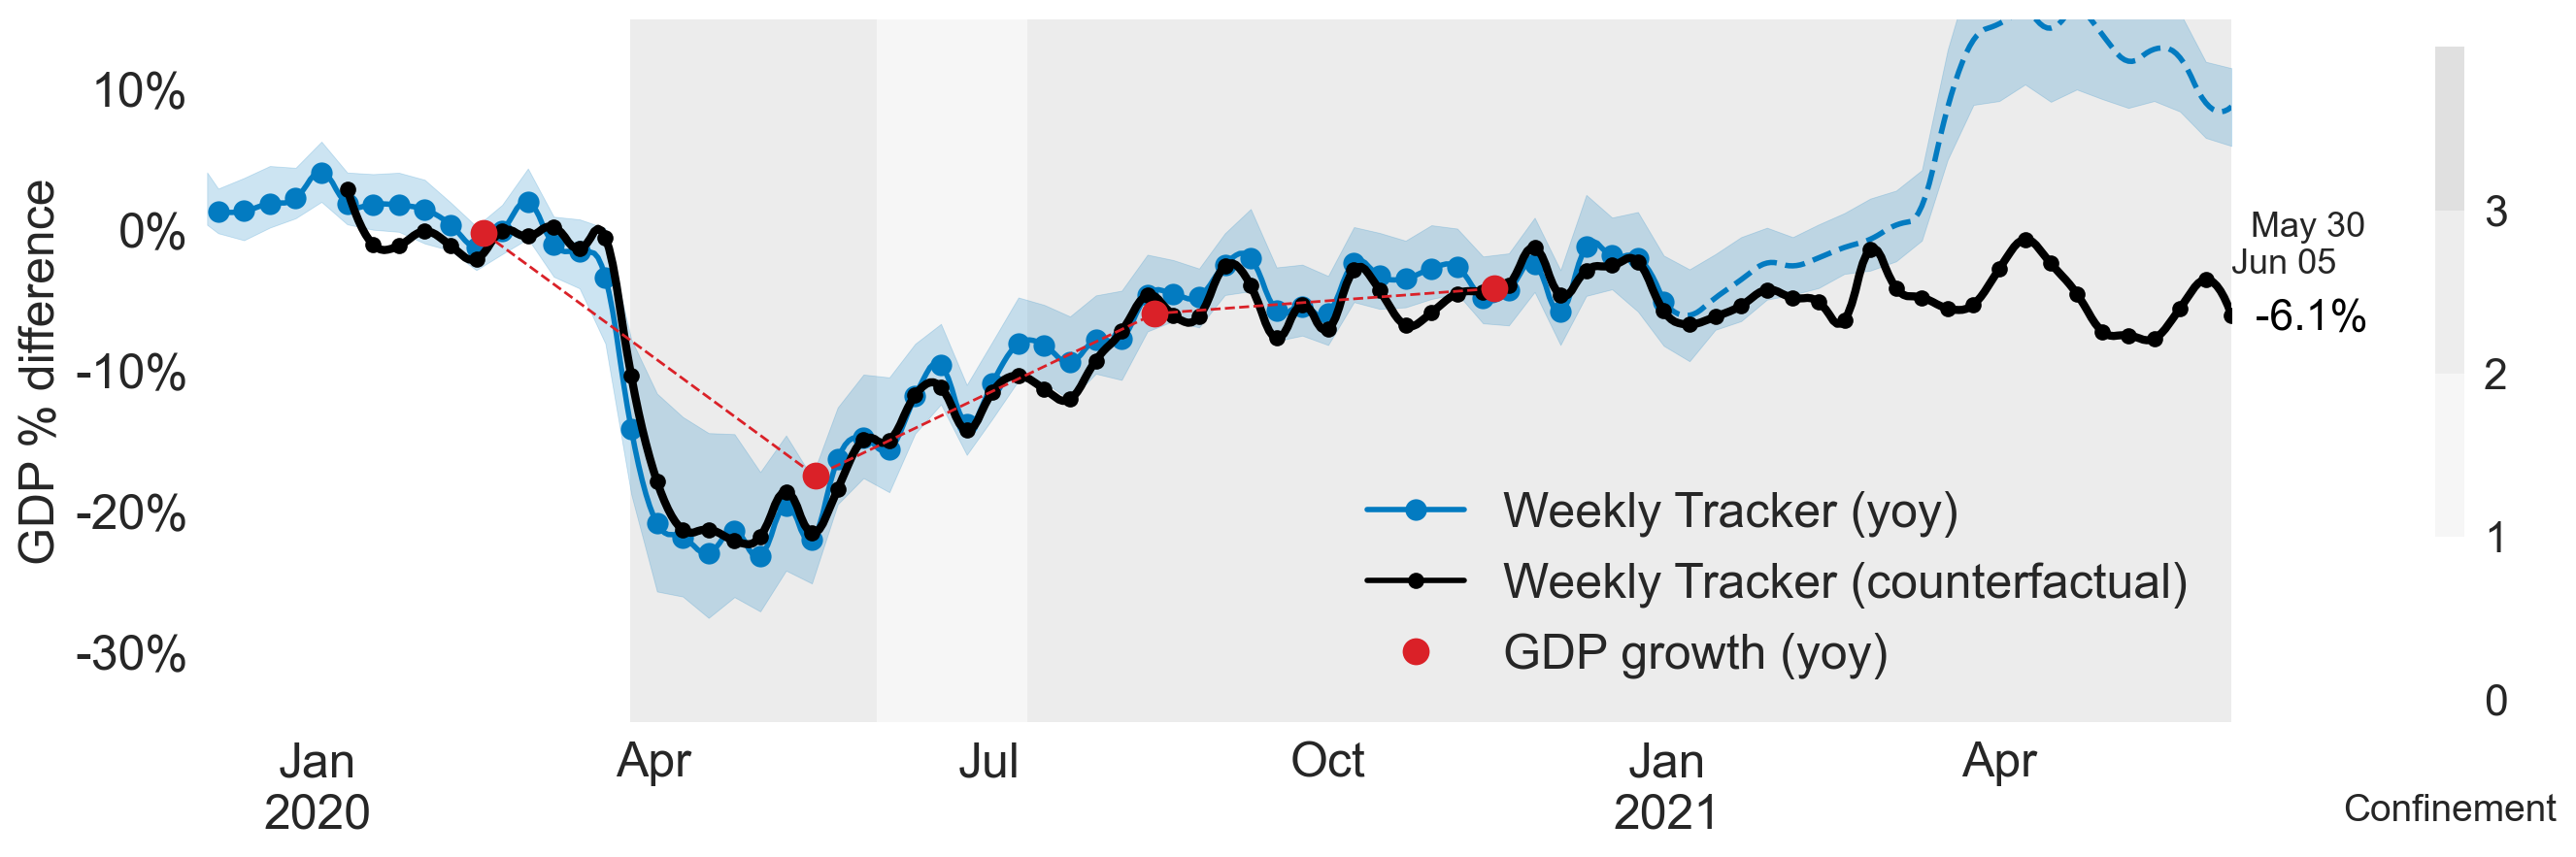 GDP % difference
10%
0%
-10%
-20%
-30%
Weekly Tracker (yoy)
Weekly Tracker (counterfactual)
GDP growth (yoy)
May 30
Jun 05
-6.1%
3
2
1
0
Jan
2020
Apr
Jul
Oct
Jan
2021
Apr
Confinement